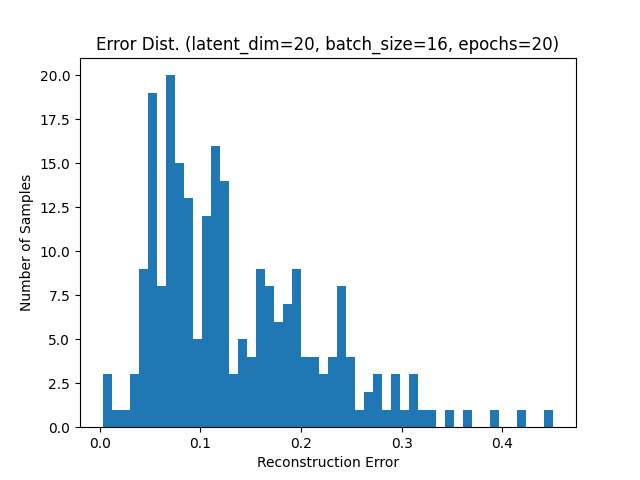 Error Dist. (latent_dim=20, batch_size=16, epochs=20)
20.0
17.5
15.0
12.5
10.0
7.5
5.0
2.5
0.0
Number of Samples
0.0 0.1 0.2 0.3 0.4
Reconstruction Error